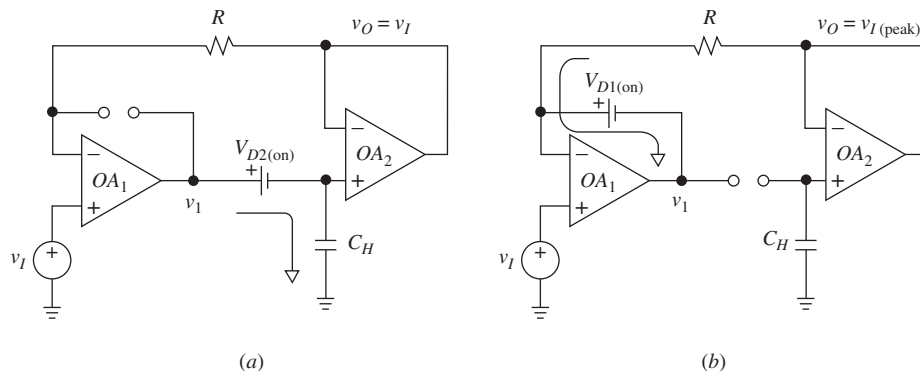 R
v_O = v_I
−
+
OA_1
v_1
V_D2(on)
+
−
+
OA_2
C_H
v_I
+
(a)
R
v_O = v_I (peak)
V_D1(on)
+
−
+
OA_1
v_1
−
+
OA_2
C_H
v_I
+
(b)